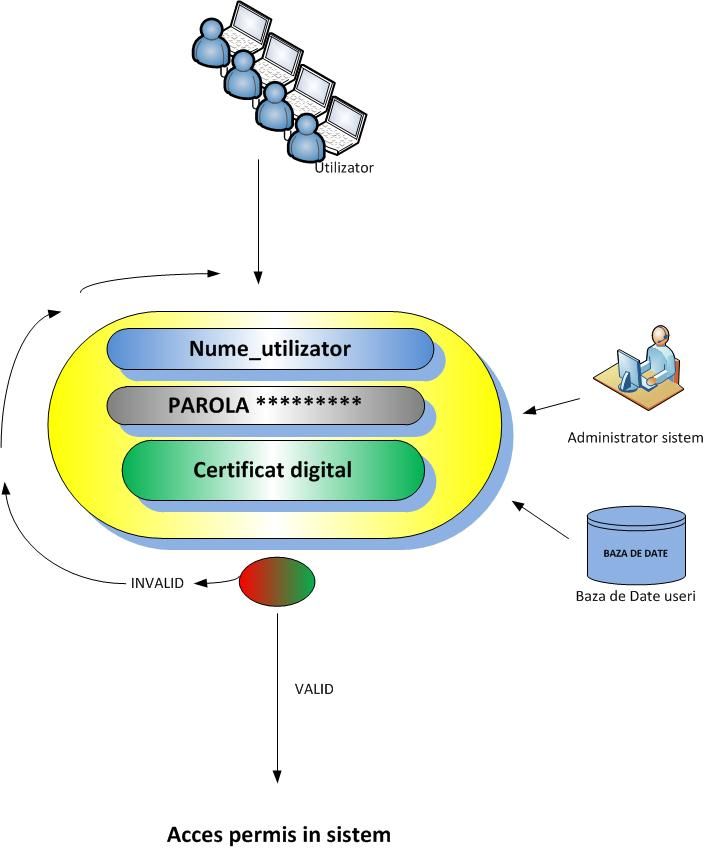 Utilizator
Nume_utilizator
PAROLA *********
Certificat digital
Administrator sistem
BAZA DE DATE
Baza de Date useri
INVALID
VALID
Acces permis in sistem